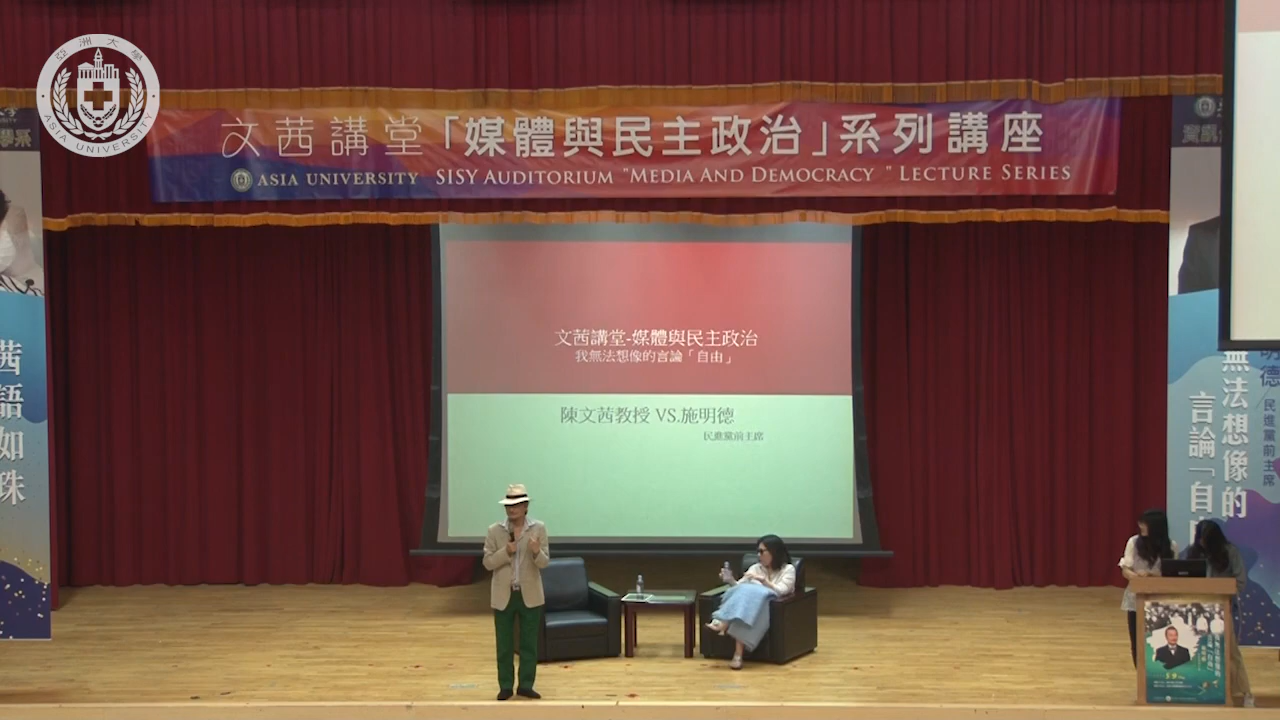 亞洲大學
ASIA UNIVERSITY
文茜講堂「媒體與民主政治」系列講座
ASIA UNIVERSITY SISY AUDITORIUM "MEDIA AND DEMOCRACY " LECTURE SERIES
文茜講堂-媒體與民主政治
我無法想像的言論「自由」
陳文茜教授 VS.施明德
民進黨前主席
茜語如珠
無法想像的
言論「自
明德
民進黨前主席